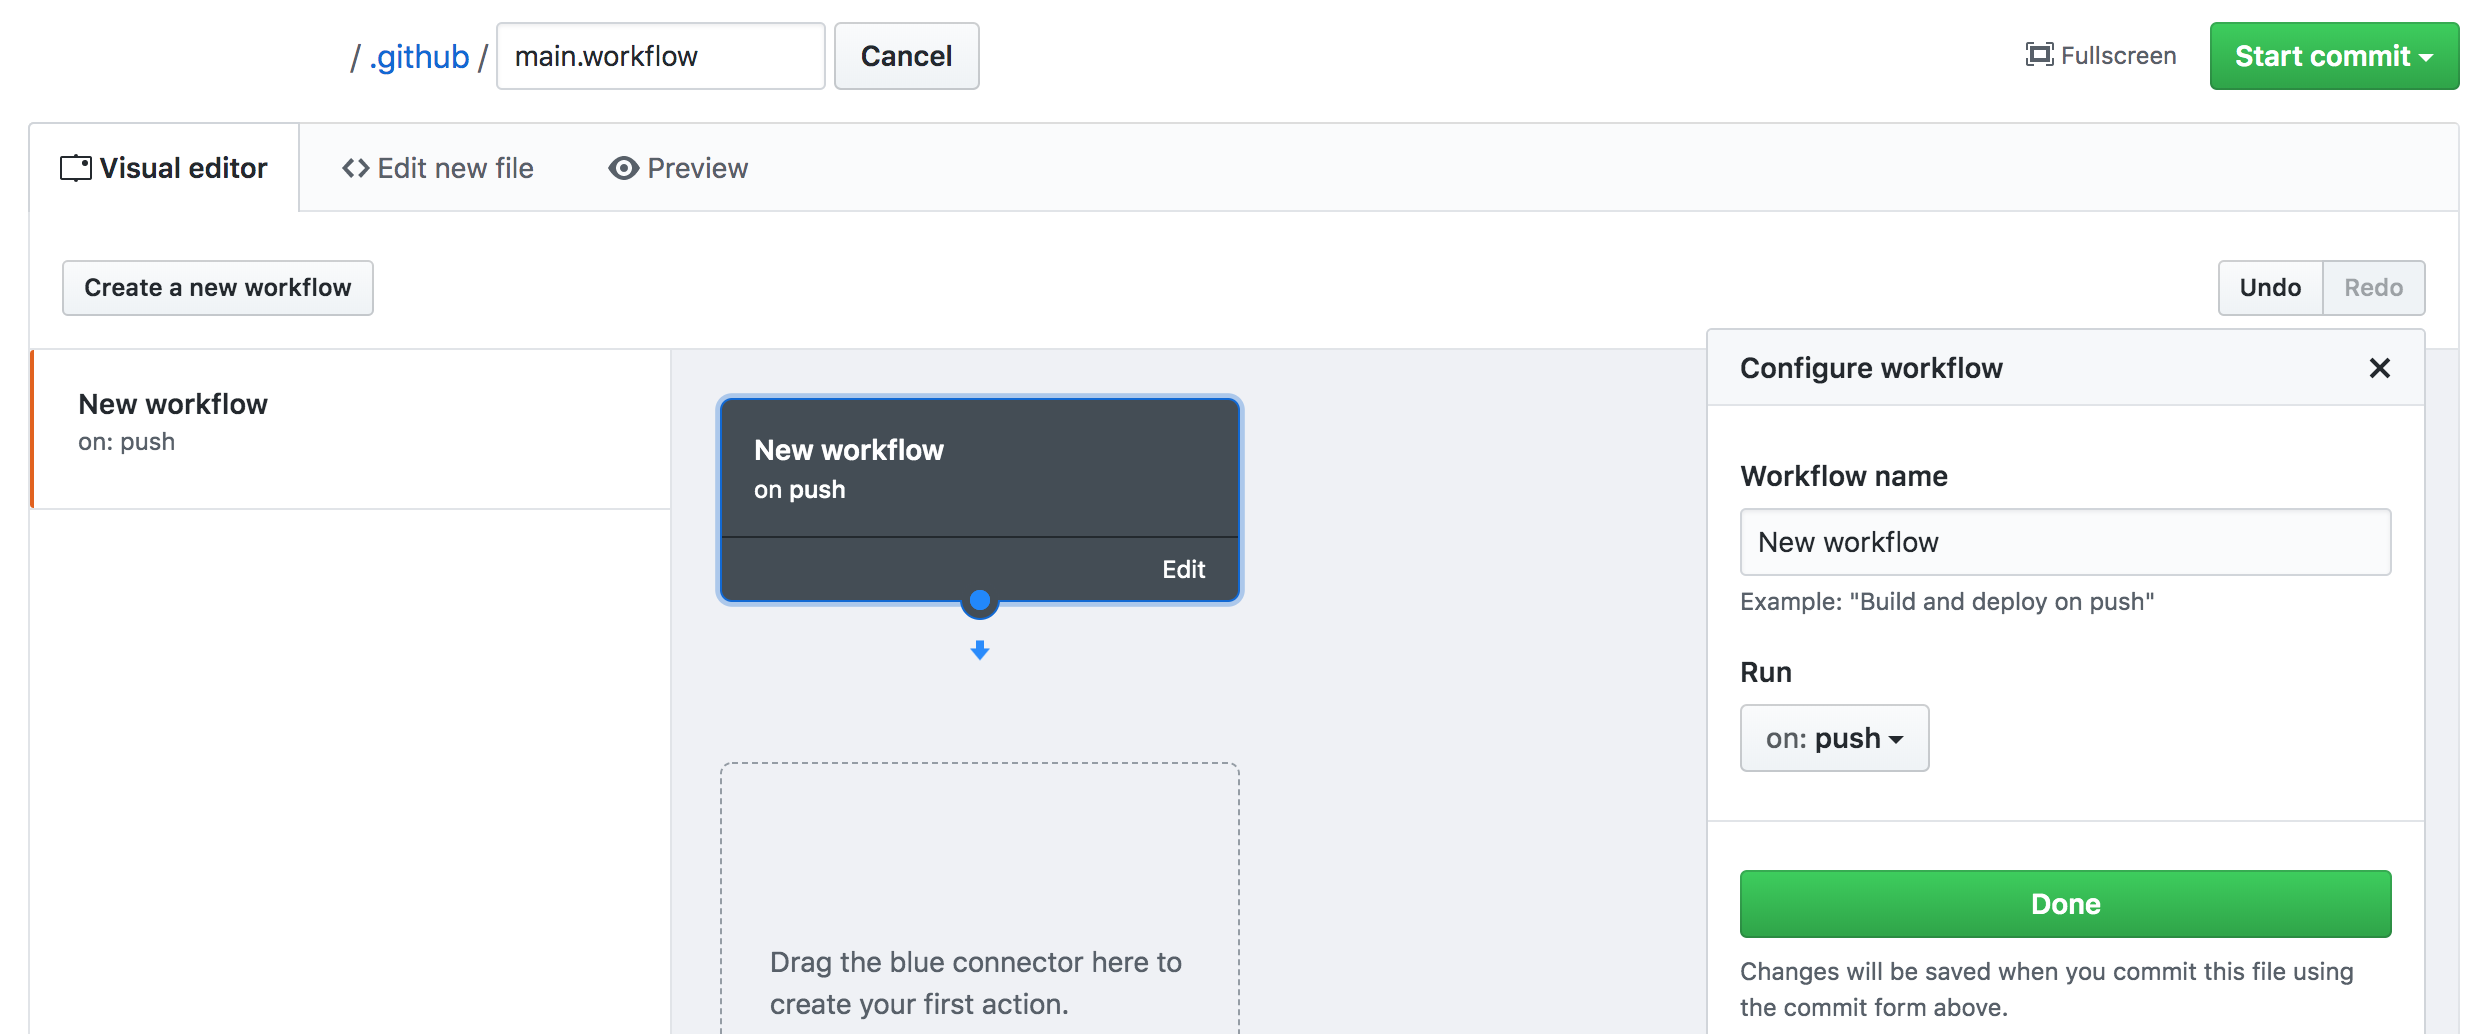 / .github / main.workflow Cancel Fullscreen Start commit
Visual editor Edit new file Preview
Create a new workflow Undo Redo
New workflow
on: push
New workflow
on push
Edit
Drag the blue connector here to
create your first action.
Configure workflow
Workflow name
New workflow
Example: "Build and deploy on push"
Run
on: push
Done
Changes will be saved when you commit this file using
the commit form above.